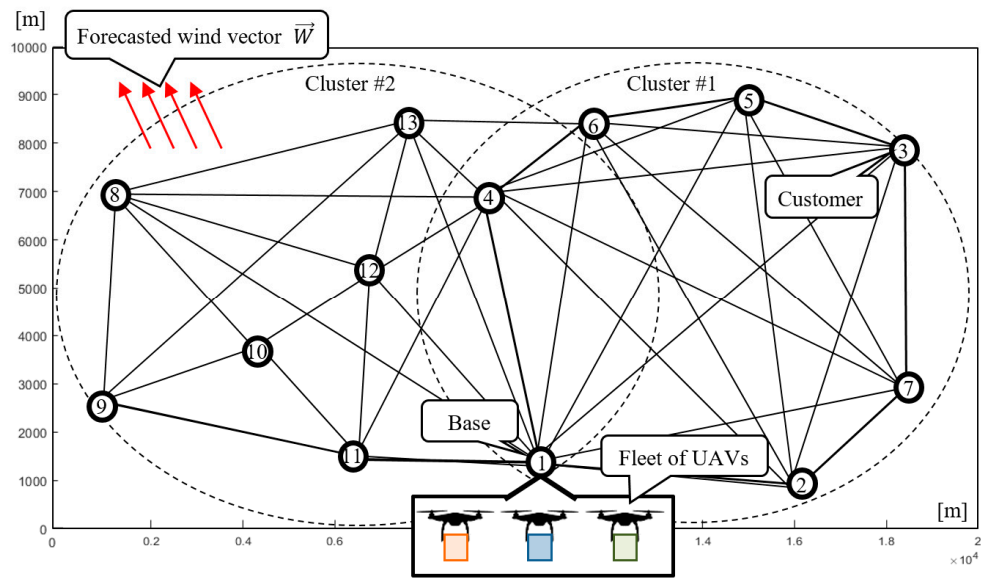 [m]
Forecasted wind vector W
10000
9000
8000
7000
6000
5000
4000
3000
2000
1000
0
Cluster #2
Cluster #1
5
13
6
3
8
Customer
4
12
10
7
9
Base
11
1
Fleet of UAVs
2
[m]
0 0.2 0.6 1 1.4 1.6 1.8 2
×10⁴